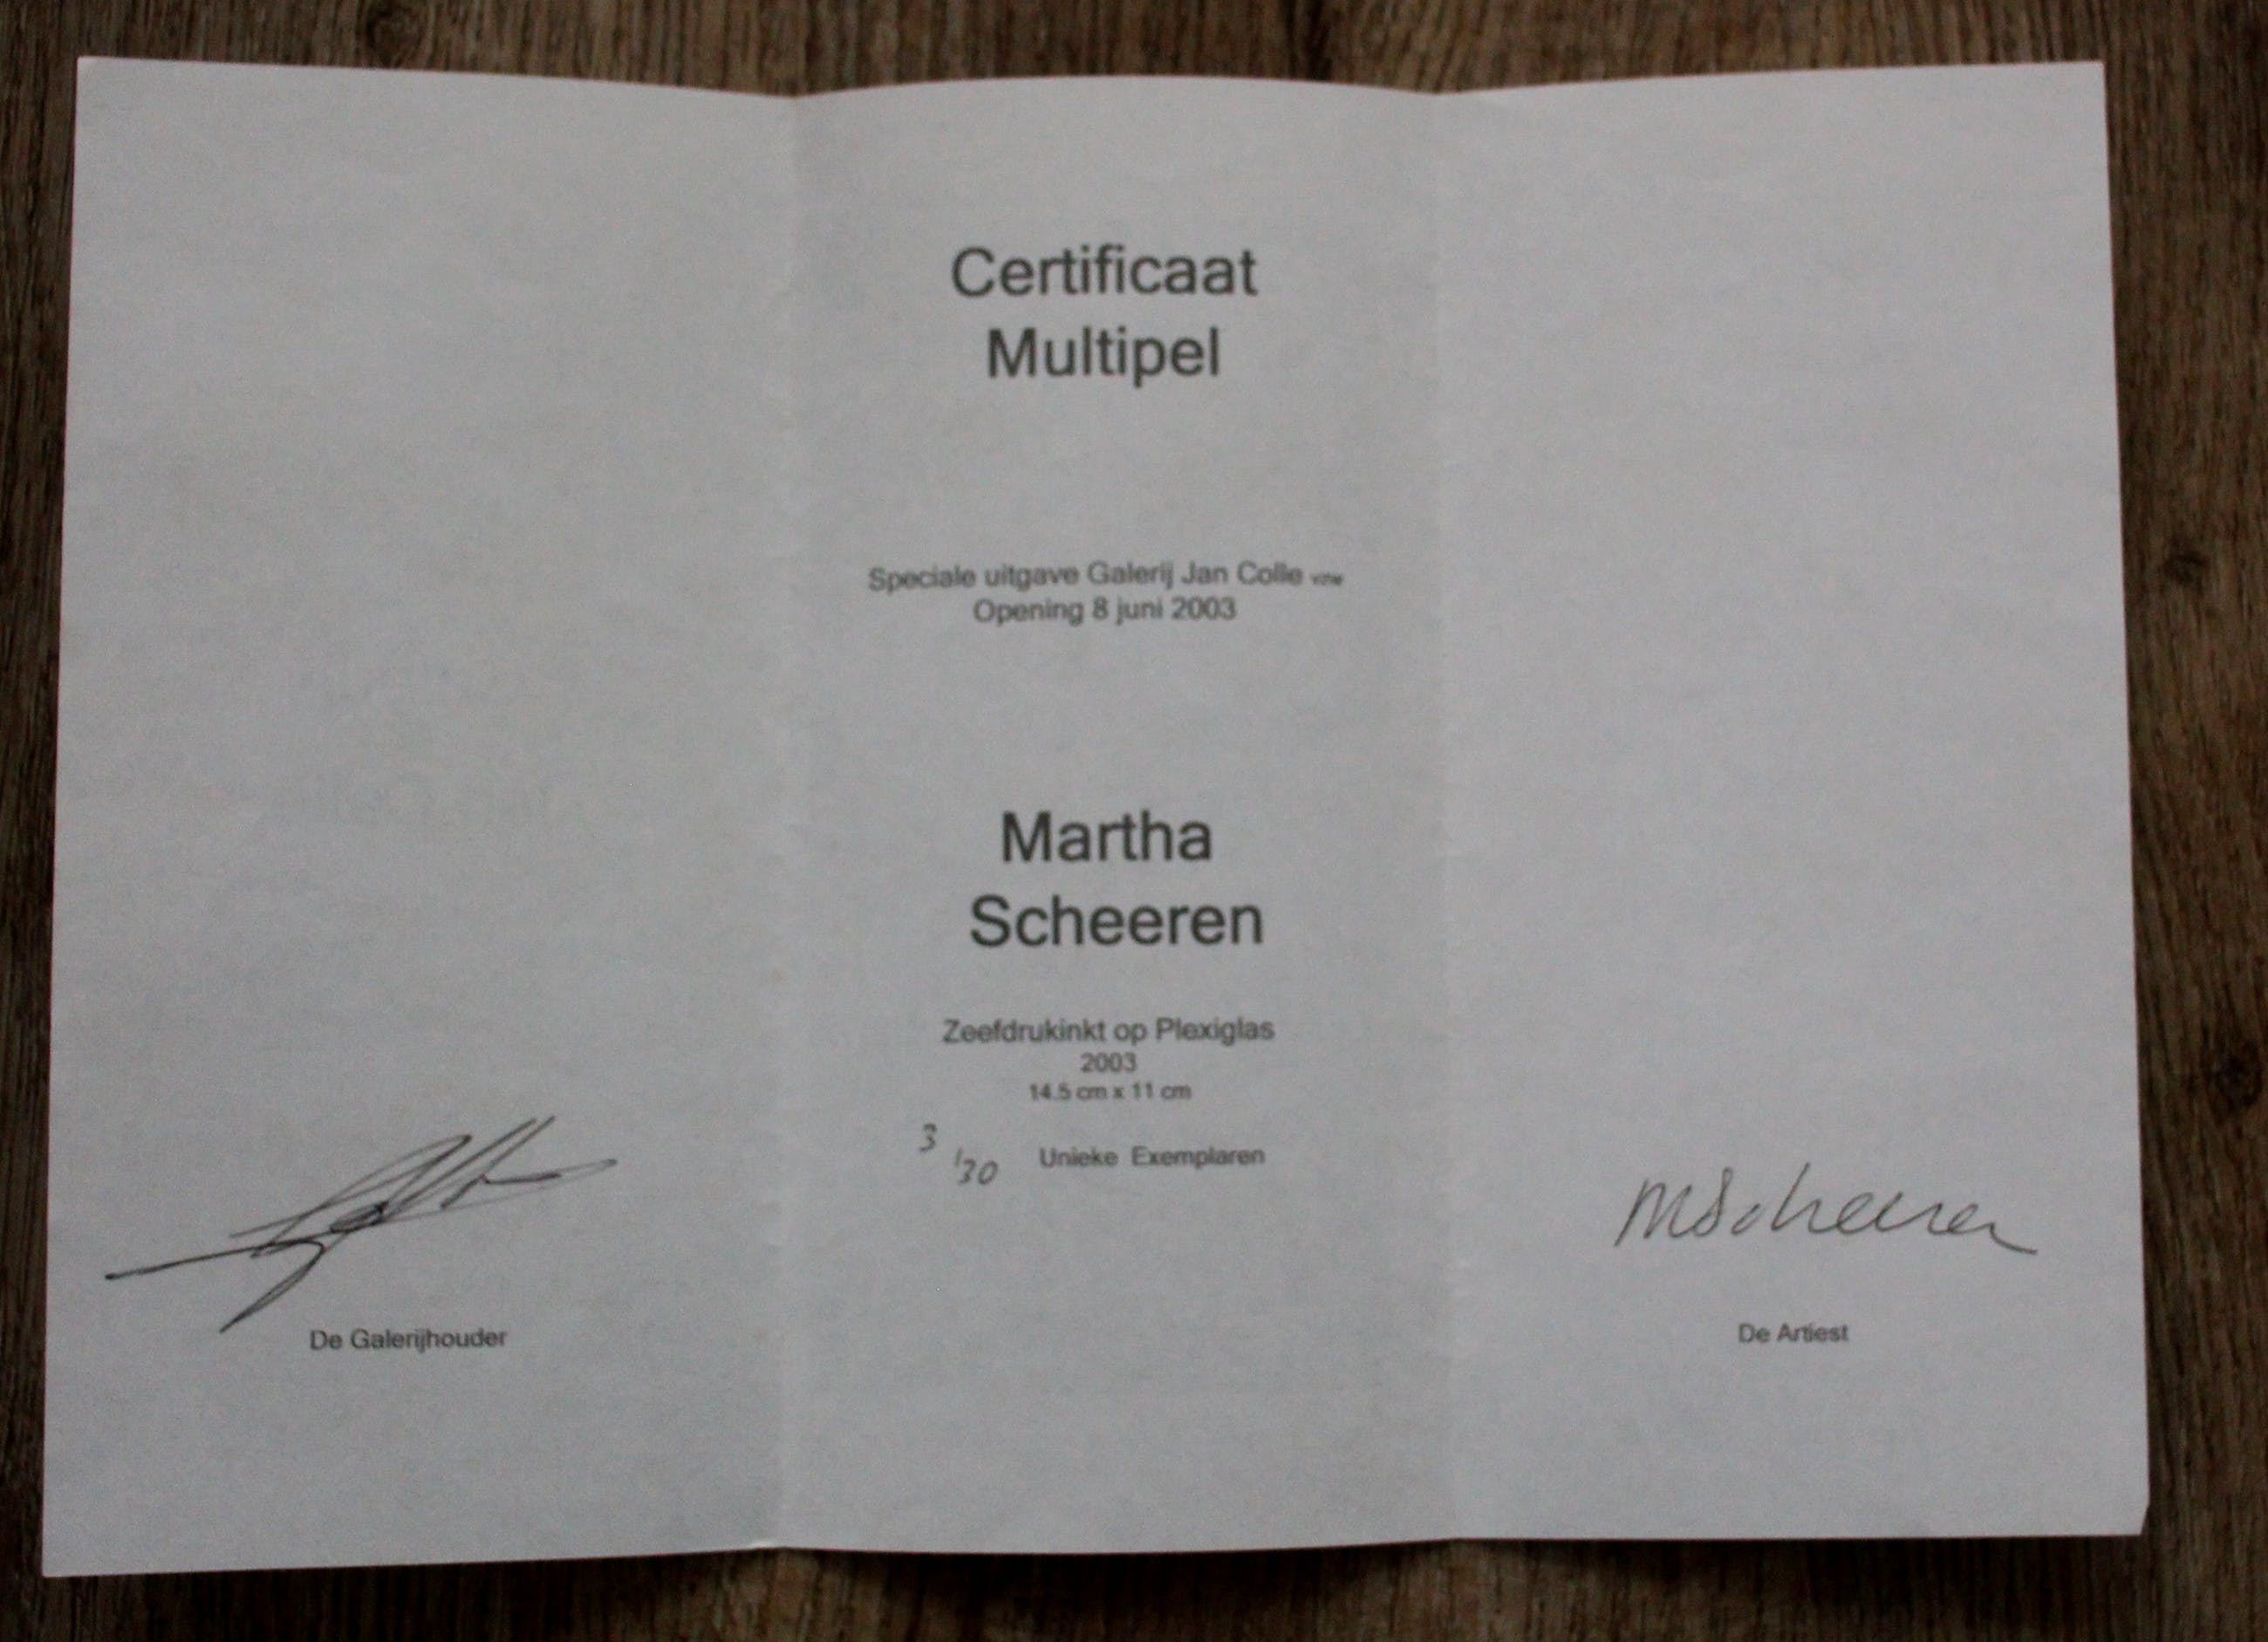 Certificaat
Multipel
Speciale uitgave Galerij Jan Colle vzw
Opening 8 juni 2003
Martha
Scheeren
Zeefdrukinkt op Plexiglas
2003
14.5 cm x 11 cm
3/30 Unieke Exemplaren
MScheeren
De Galerijhouder
De Artiest